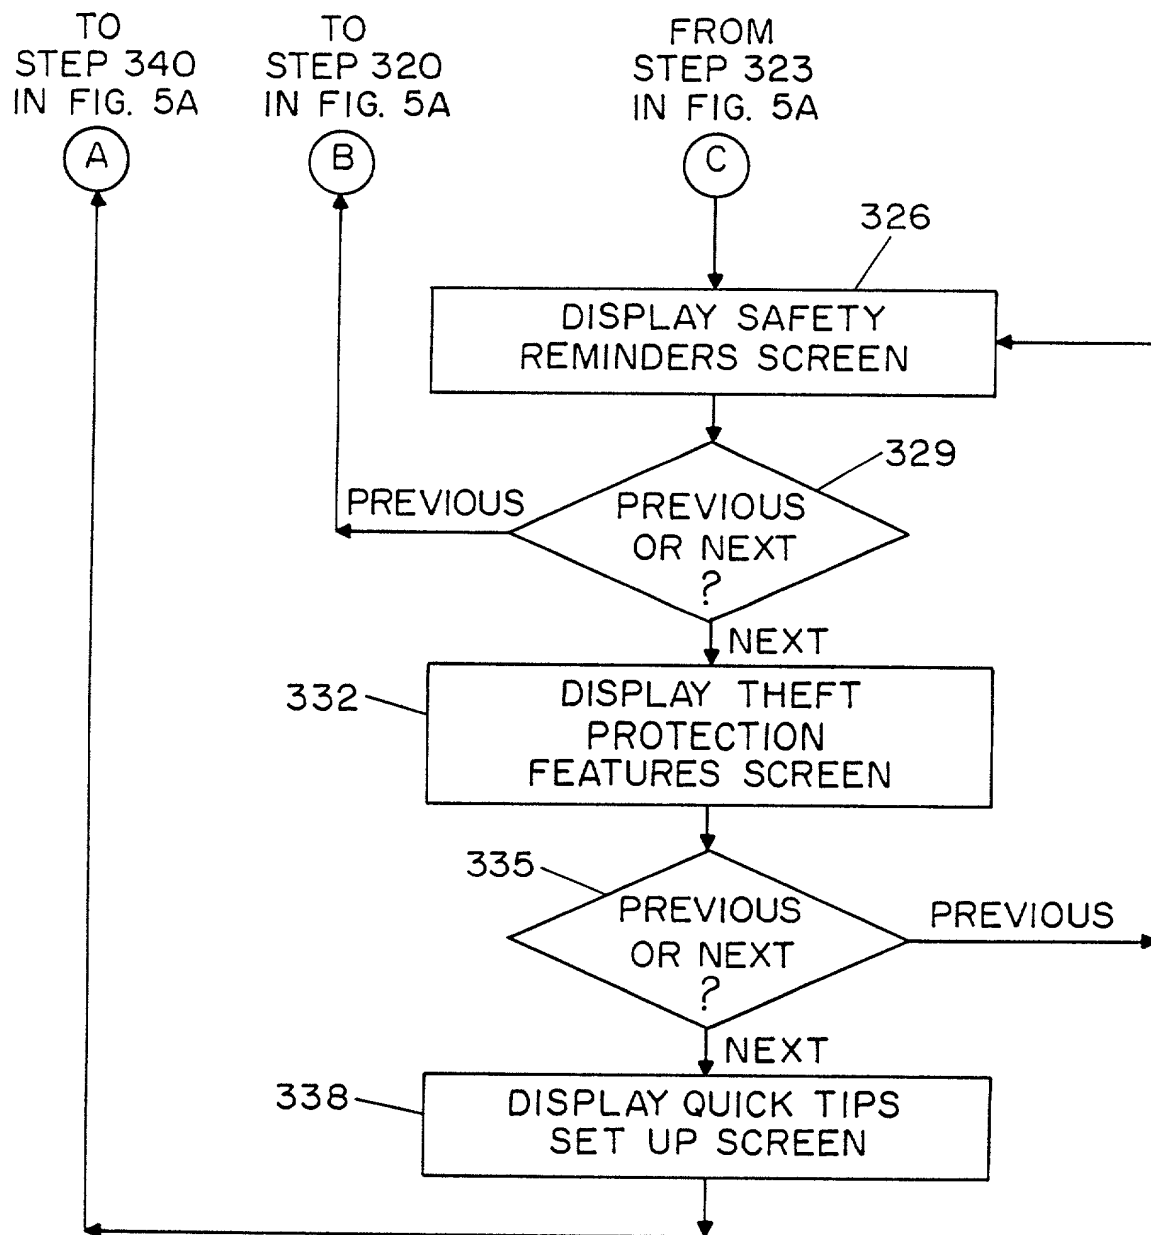 TO
STEP 340
IN FIG. 5A
A
TO
STEP 320
IN FIG. 5A
B
FROM
STEP 323
IN FIG. 5A
C
326
DISPLAY SAFETY
REMINDERS SCREEN
329
PREVIOUS
PREVIOUS
OR NEXT
?
NEXT
332
DISPLAY THEFT
PROTECTION
FEATURES SCREEN
335
PREVIOUS
OR NEXT
?
PREVIOUS
NEXT
338
DISPLAY QUICK TIPS
SET UP SCREEN